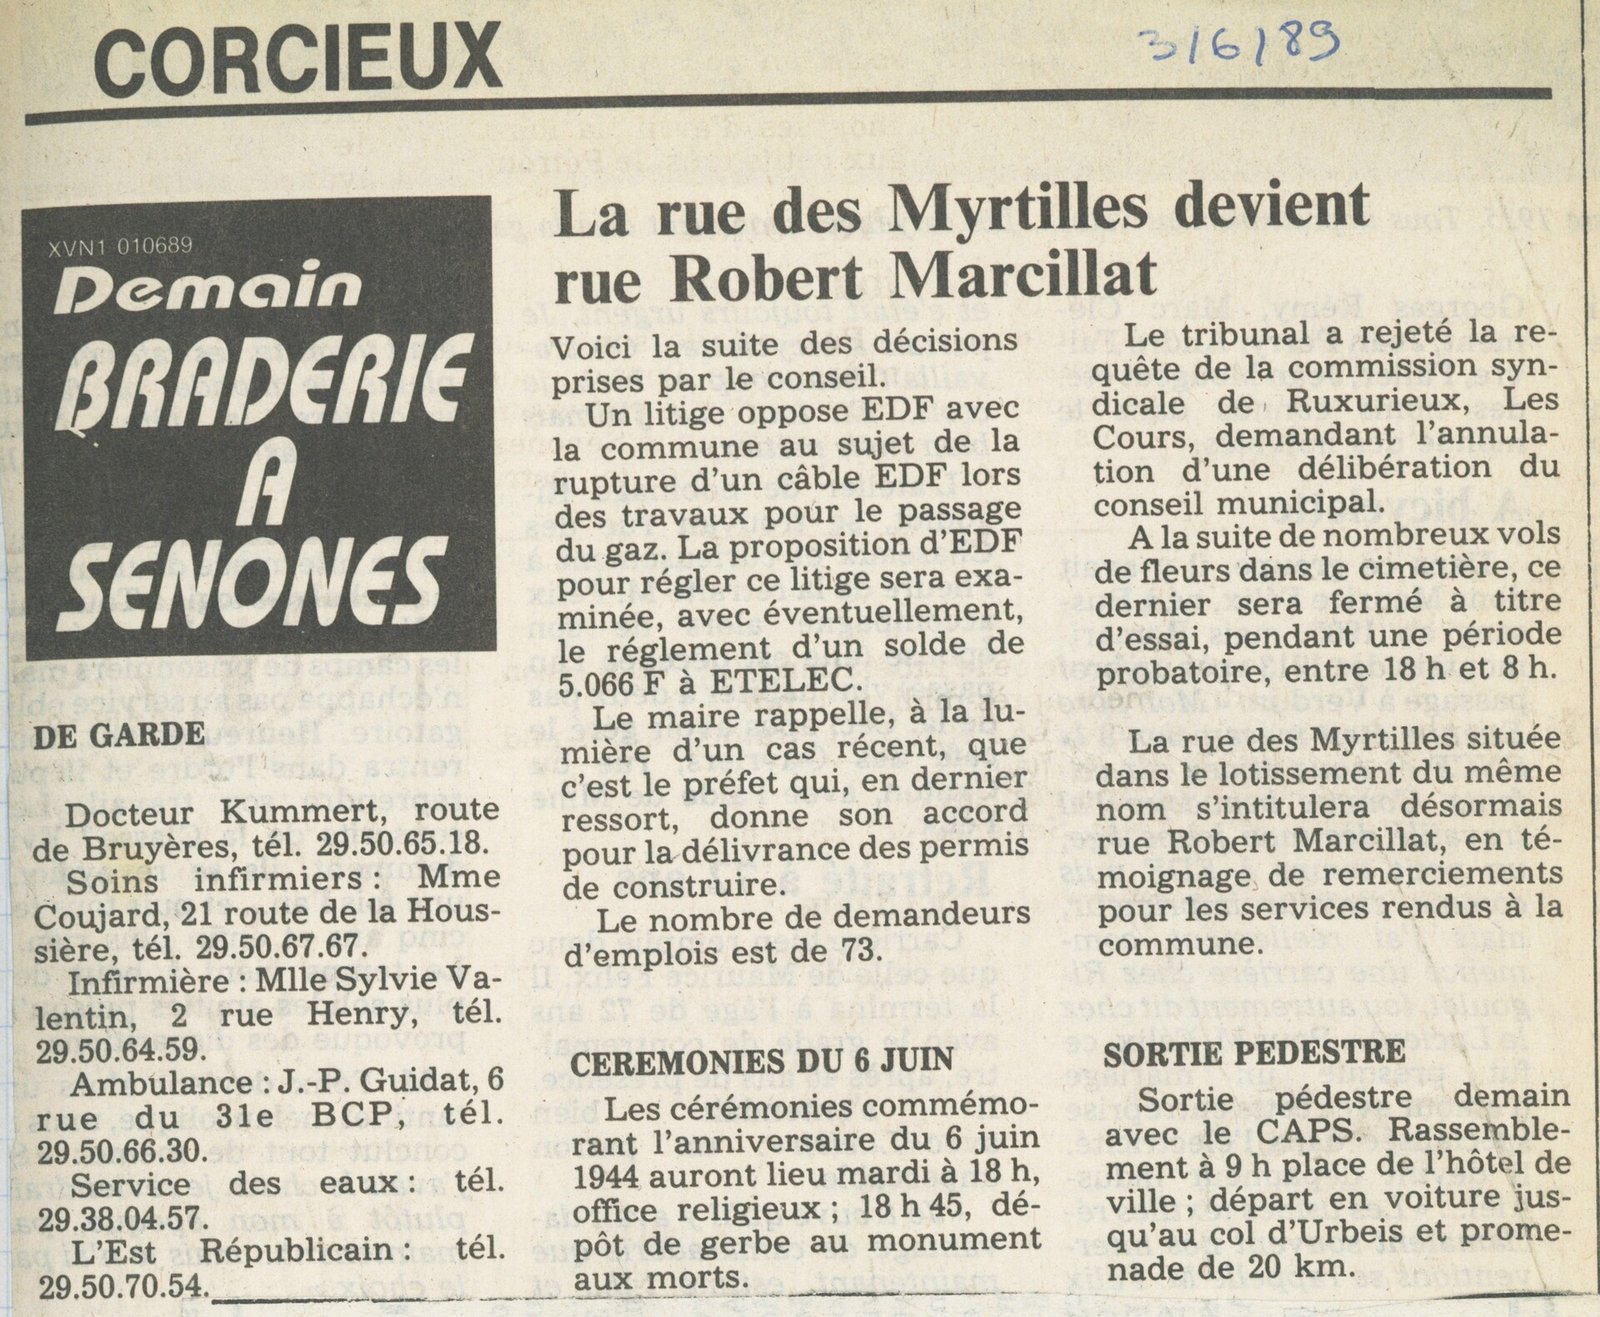 CORCIEUX
3/6/89
XVN1 010689
Demain
BRADERIE
A
SENONES
DE GARDE
Docteur Kummert, route
de Bruyères, tél. 29.50.65.18.
Soins infirmiers : Mme
Coujard, 21 route de la Hous-
sière, tél. 29.50.67.67.
Infirmière : Mlle Sylvie Va-
lentin, 2 rue Henry, tél.
29.50.64.59.
Ambulance : J.-P. Guidat, 6
rue du 31e BCP, tél.
29.50.66.30.
Service des eaux : tél.
29.38.04.57.
L'Est Républicain : tél.
29.50.70.54.
La rue des Myrtilles devient
rue Robert Marcillat
Voici la suite des décisions
prises par le conseil.
Un litige oppose EDF avec
la commune au sujet de la
rupture d'un câble EDF lors
des travaux pour le passage
du gaz. La proposition d'EDF
pour régler ce litige sera exa-
minée, avec éventuellement,
le réglement d'un solde de
5.066 F à ETELEC.
Le maire rappelle, à la lu-
mière d'un cas récent, que
c'est le préfet qui, en dernier
ressort, donne son accord
pour la délivrance des permis
de construire.
Le nombre de demandeurs
d'emplois est de 73.
CEREMONIES DU 6 JUIN
Les cérémonies commémo-
rant l'anniversaire du 6 juin
1944 auront lieu mardi à 18 h,
office religieux ; 18 h 45, dé-
pôt de gerbe au monument
aux morts.
Le tribunal a rejeté la re-
quête de la commission syn-
dicale de Ruxurieux, Les
Cours, demandant l'annula-
tion d'une délibération du
conseil municipal.
A la suite de nombreux vols
de fleurs dans le cimetière, ce
dernier sera fermé à titre
d'essai, pendant une période
probatoire, entre 18 h et 8 h.
La rue des Myrtilles située
dans le lotissement du même
nom s'intitulera désormais
rue Robert Marcillat, en té-
moignage de remerciements
pour les services rendus à la
commune.
SORTIE PEDESTRE
Sortie pédestre demain
avec le CAPS. Rassemble-
ment à 9 h place de l'hôtel de
ville ; départ en voiture jus-
qu'au col d'Urbeis et prome-
nade de 20 km.